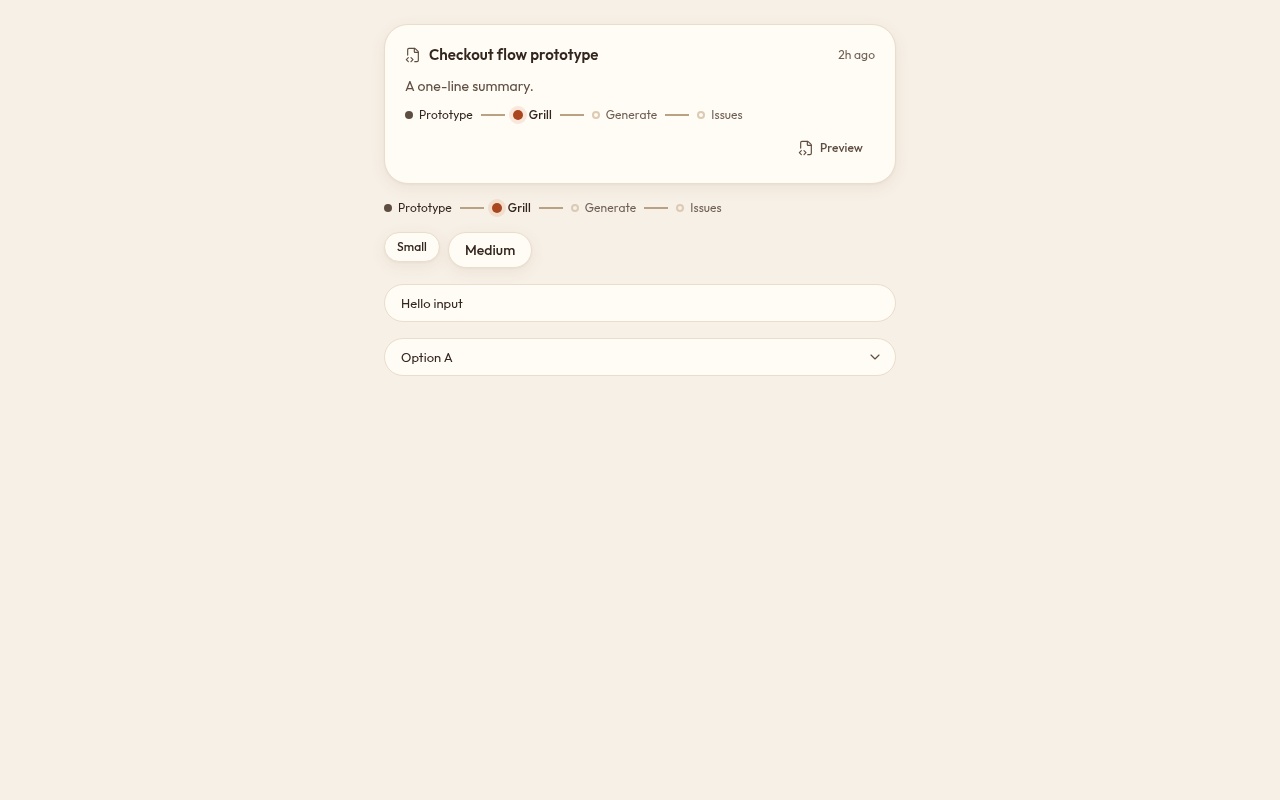 Checkout flow prototype 2h ago
A one-line summary.
Prototype Grill Generate Issues
Preview
Prototype Grill Generate Issues
Small Medium
Hello input
Option A